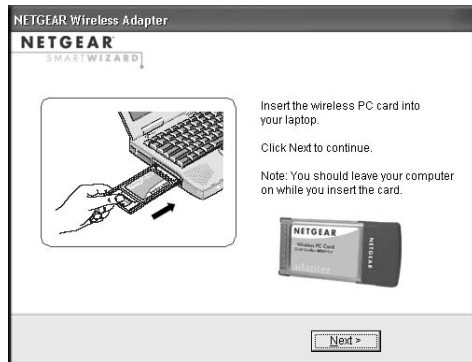 NETGEAR Wireless Adapter
NETGEAR
SMARTWIZARD
Insert the wireless PC card into
your laptop.
Click Next to continue.
Note: You should leave your computer
on while you insert the card.
NETGEAR
Wireless PC Card
NETGEAR
adapter
Next >